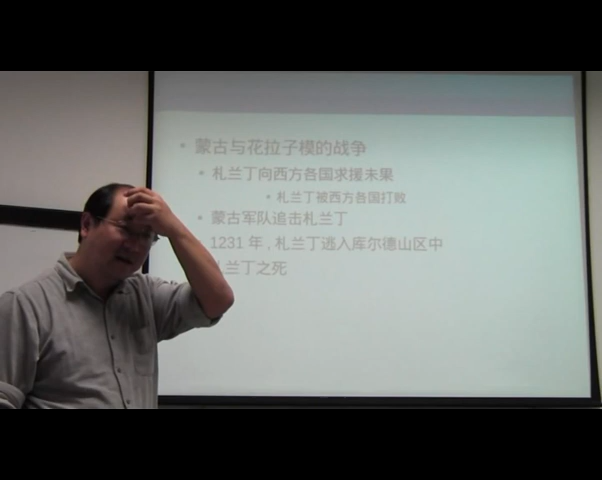 蒙古与花拉子模的战争
札兰丁向西方各国求援未果
札兰丁被西方各国打败
蒙古军队追击札兰丁
1231 年 , 札兰丁逃入库尔德山区中
兰丁之死